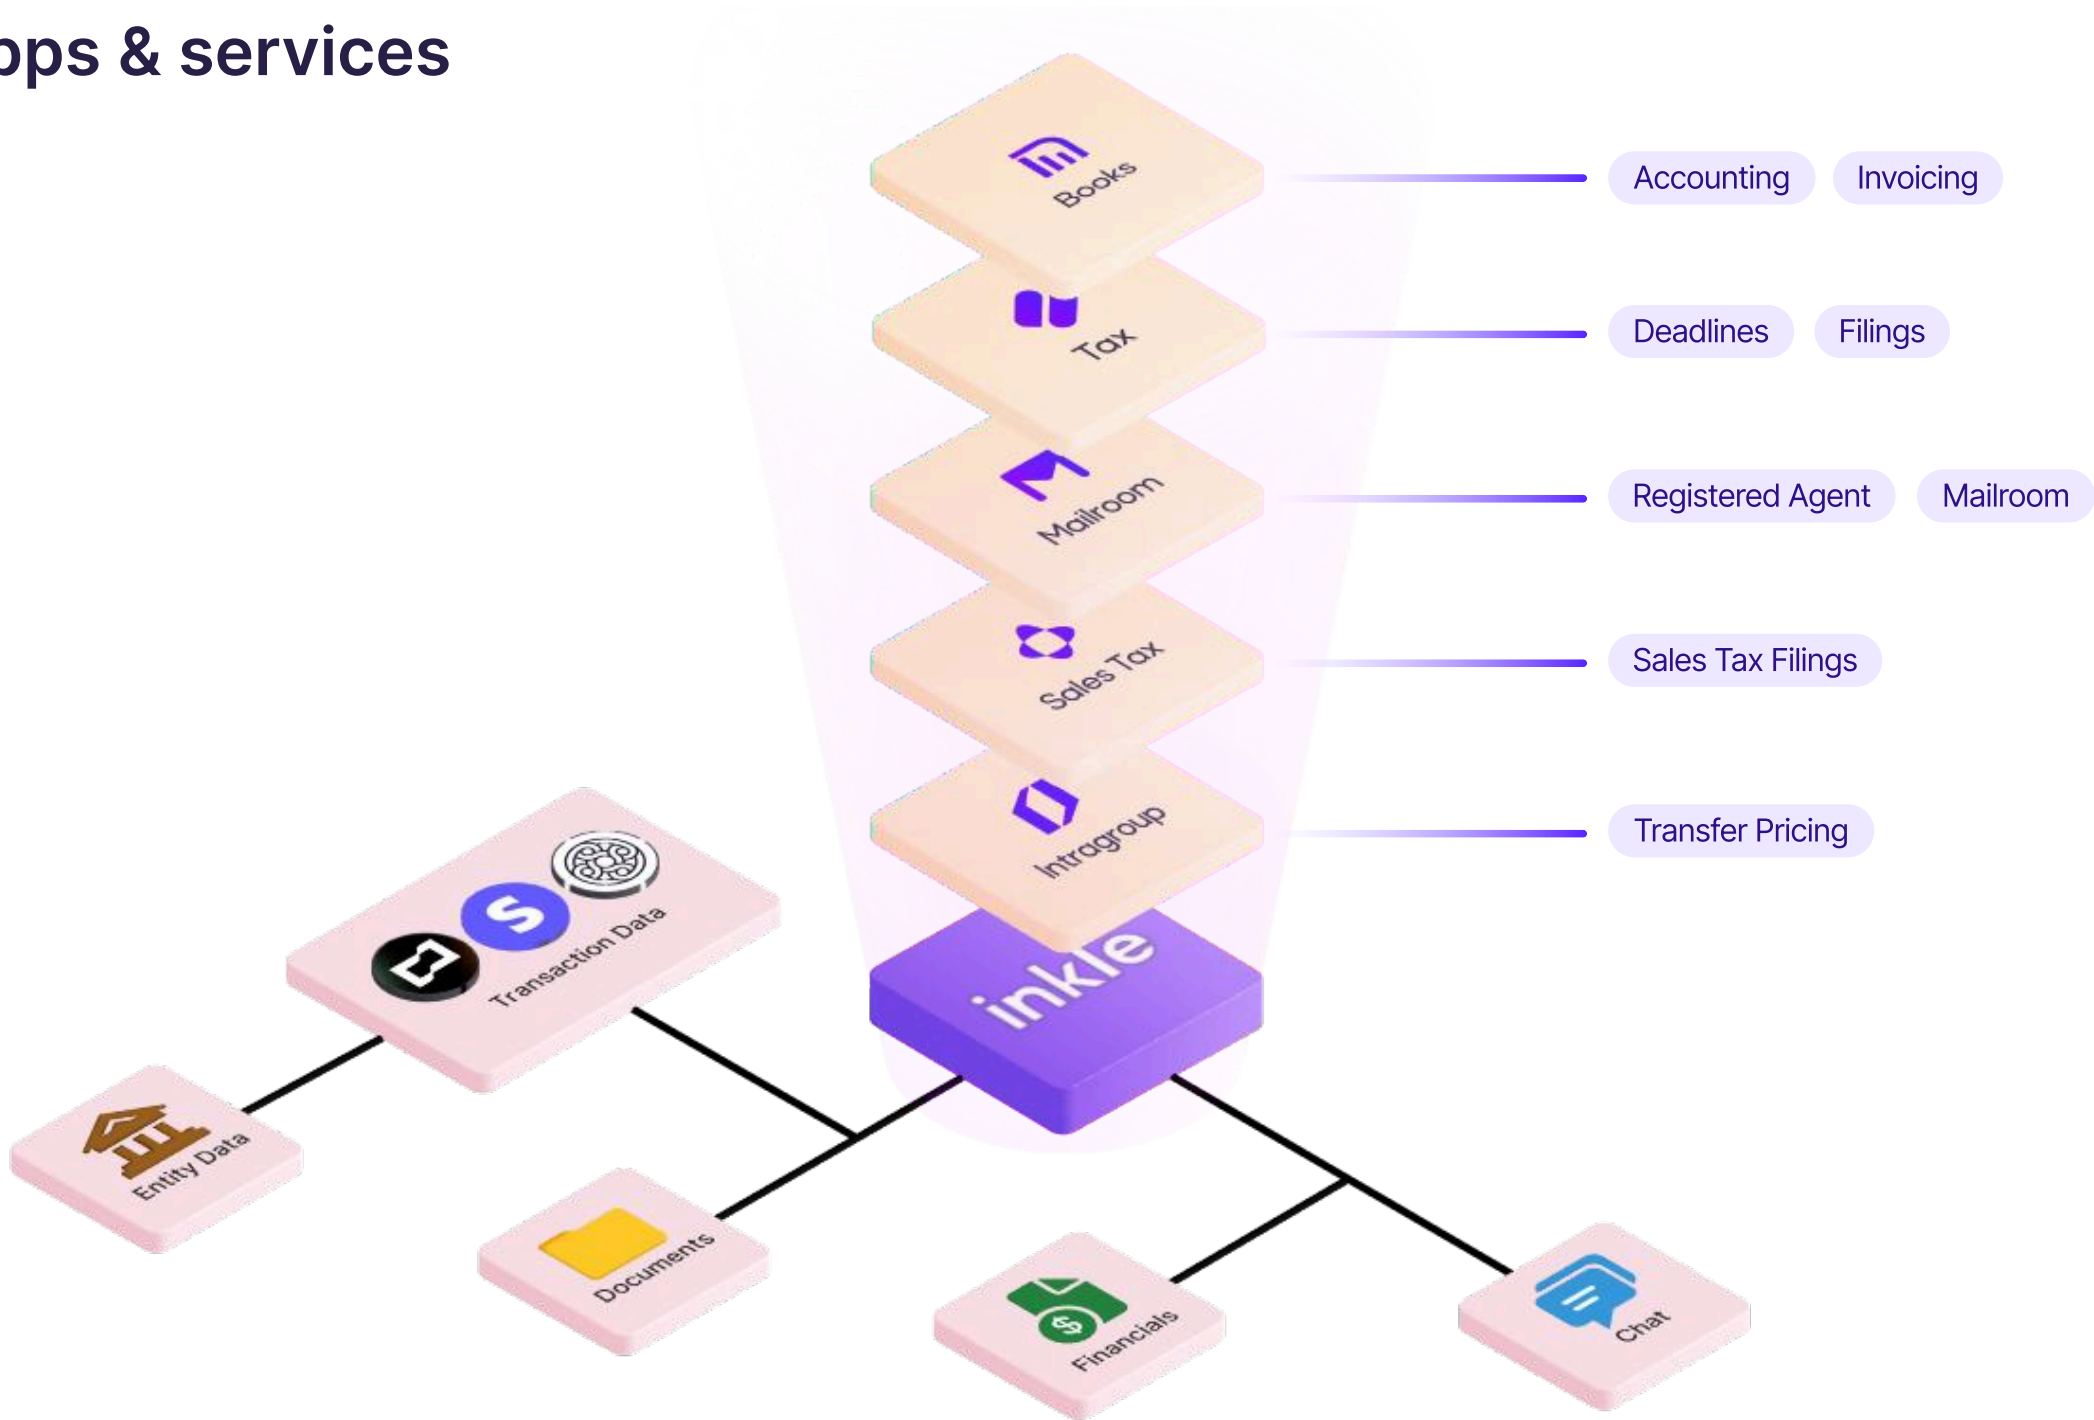 pps & services
Books
Accounting Invoicing
Tax
Deadlines Filings
Mailroom
Registered Agent Mailroom
Sales Tax
Sales Tax Filings
Intragroup
Transfer Pricing
inkle
Transaction Data
Entity Data
Documents
Financials
Chat